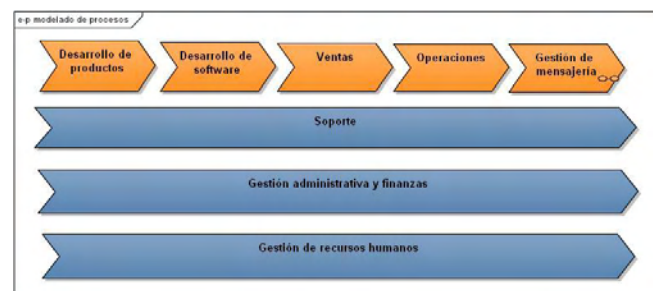 e-p modelado de procesos
Desarrollo de
productos
Desarrollo de
software
Ventas
Operaciones
Gestión de
mensajería
Soporte
Gestión administrativa y finanzas
Gestión de recursos humanos